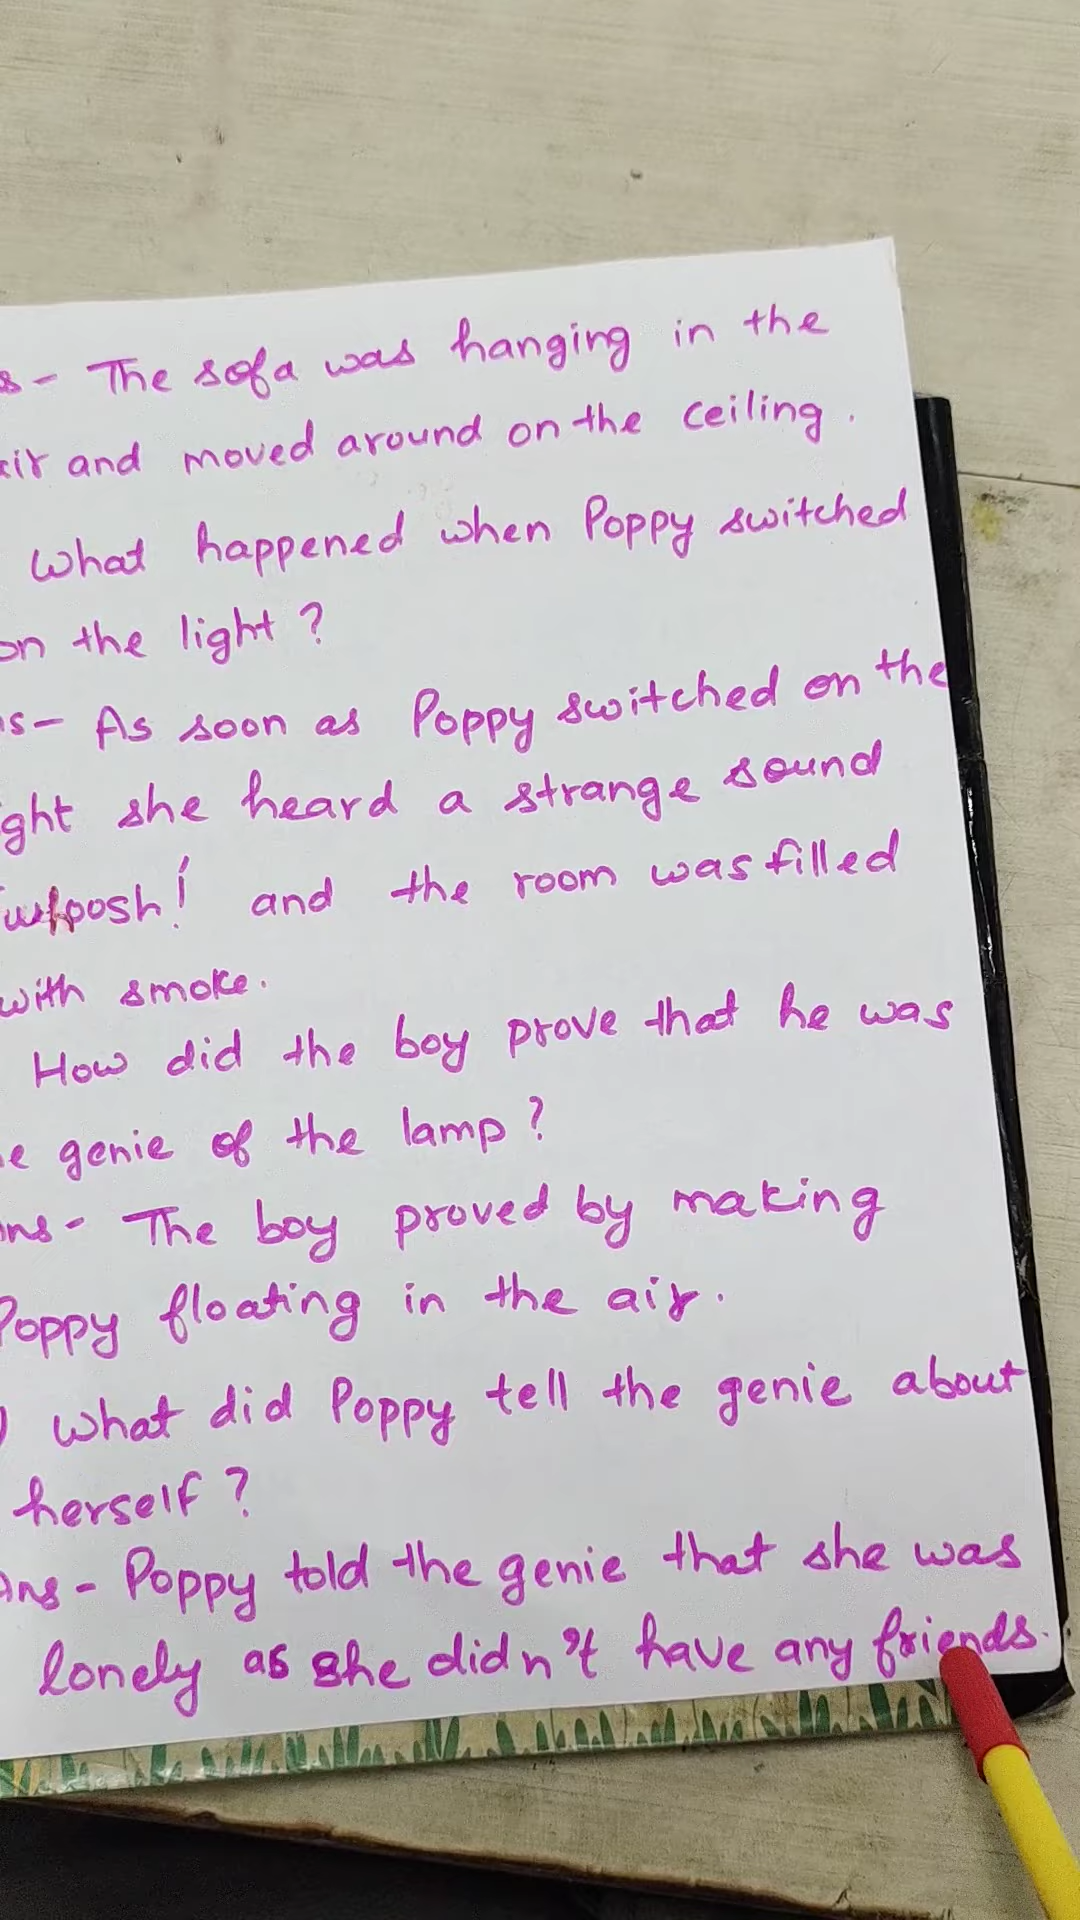 s - The sofa was hanging in the
air and moved around on the ceiling.
What happened when Poppy switched
on the light?
ns - As soon as Poppy switched on the
ight she heard a strange sound
whoosh! and the room was filled
with smoke.
How did the boy prove that he was
e genie of the lamp?
Ans - The boy proved by making
Poppy floating in the air.
) What did Poppy tell the genie about
herself?
Ans - Poppy told the genie that she was
lonely as she didn't have any friends.